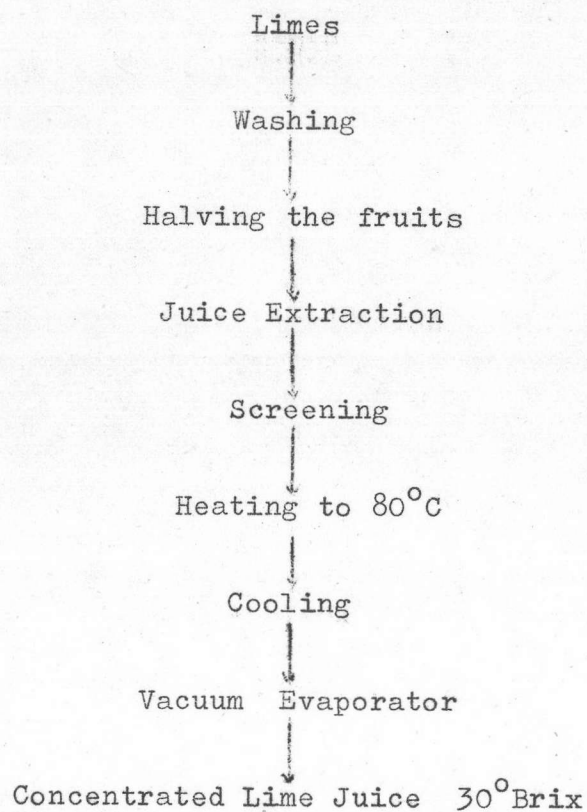 Limes
Washing
Halving the fruits
Juice Extraction
Screening
Heating to 80°C
Cooling
Vacuum Evaporator
Concentrated Lime Juice 30°Brix